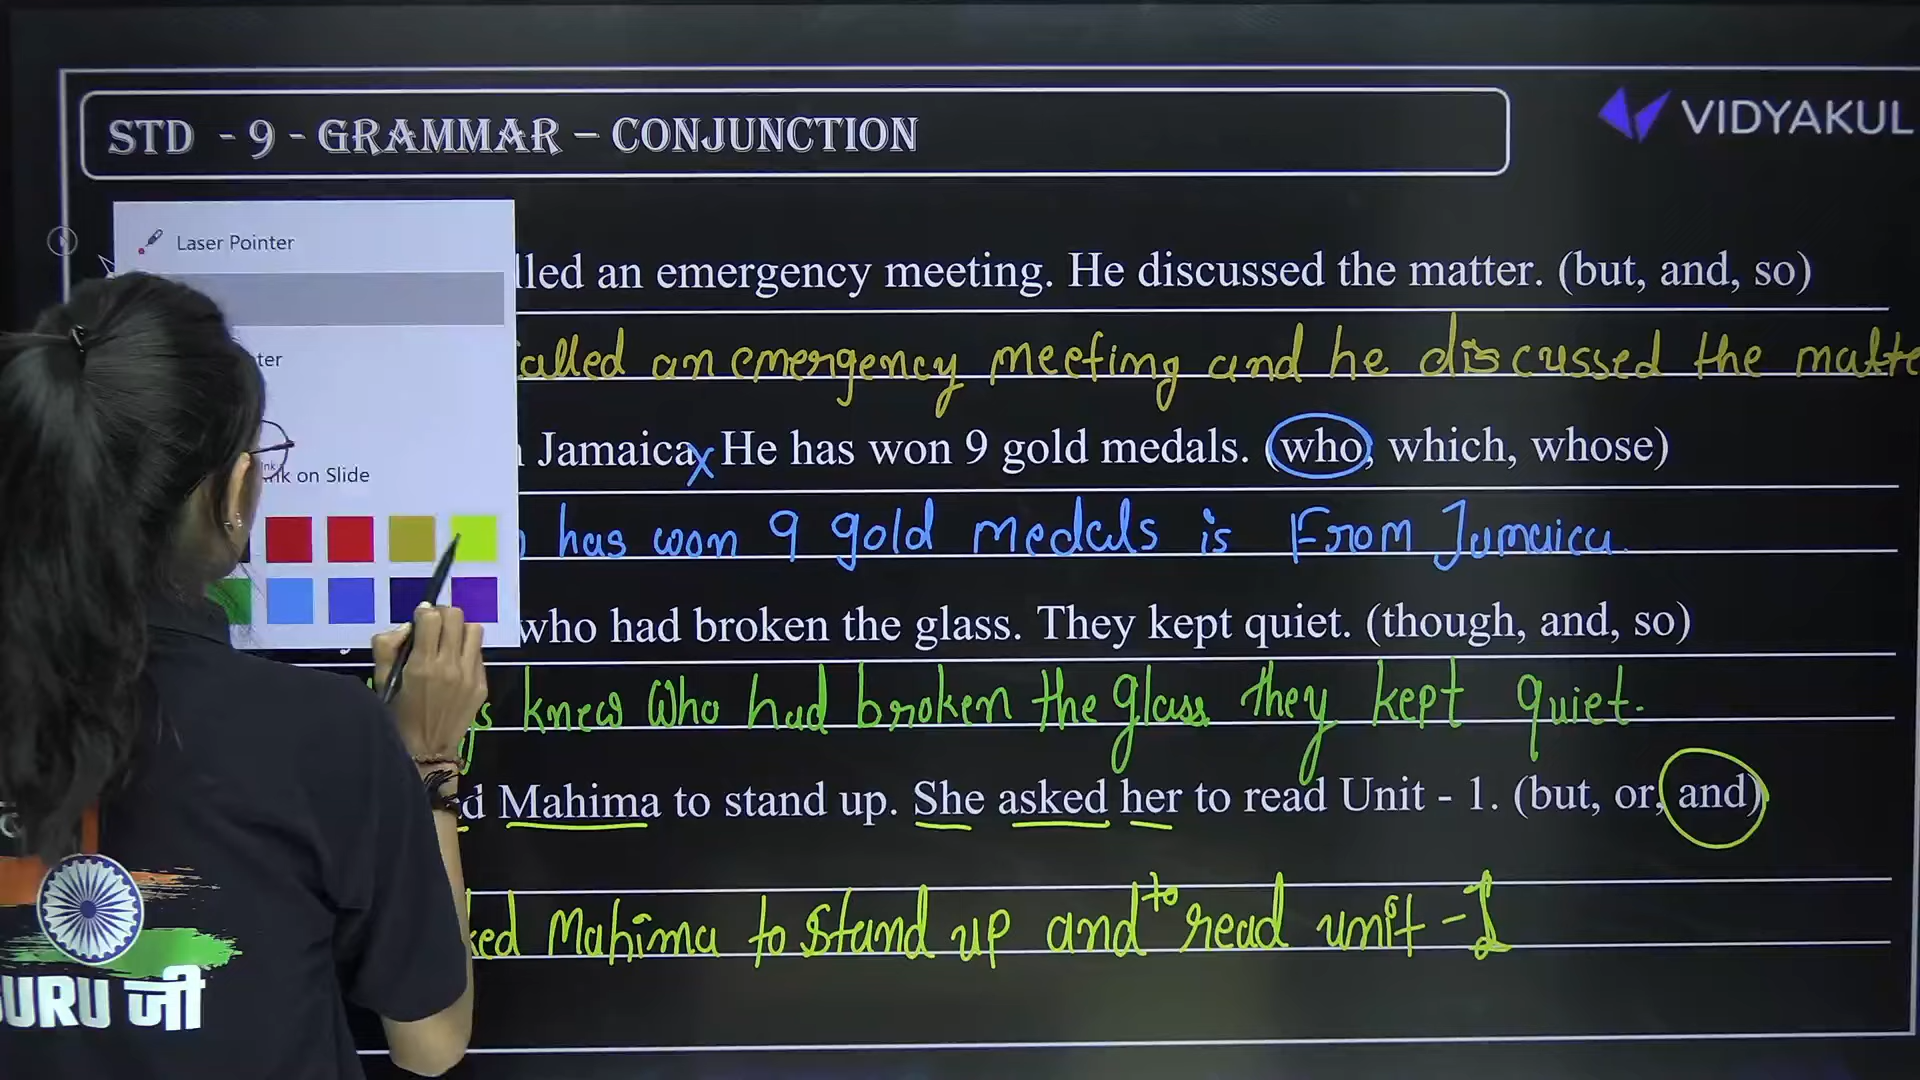 STD - 9 - GRAMMAR – CONJUNCTION
VIDYAKUL
Laser Pointer
lled an emergency meeting. He discussed the matter. (but, and, so)
alled an emergency meeting and he discussed the matte
Jamaica x He has won 9 gold medals. (who, which, whose)
Ink on Slide
has won 9 gold medals is From Jamaica.
who had broken the glass. They kept quiet. (though, and, so)
knew who had broken the glass they kept quiet.
d Mahima to stand up. She asked her to read Unit - 1. (but, or, and)
ked Mahima to stand up and to read unit - 1
GURU जी